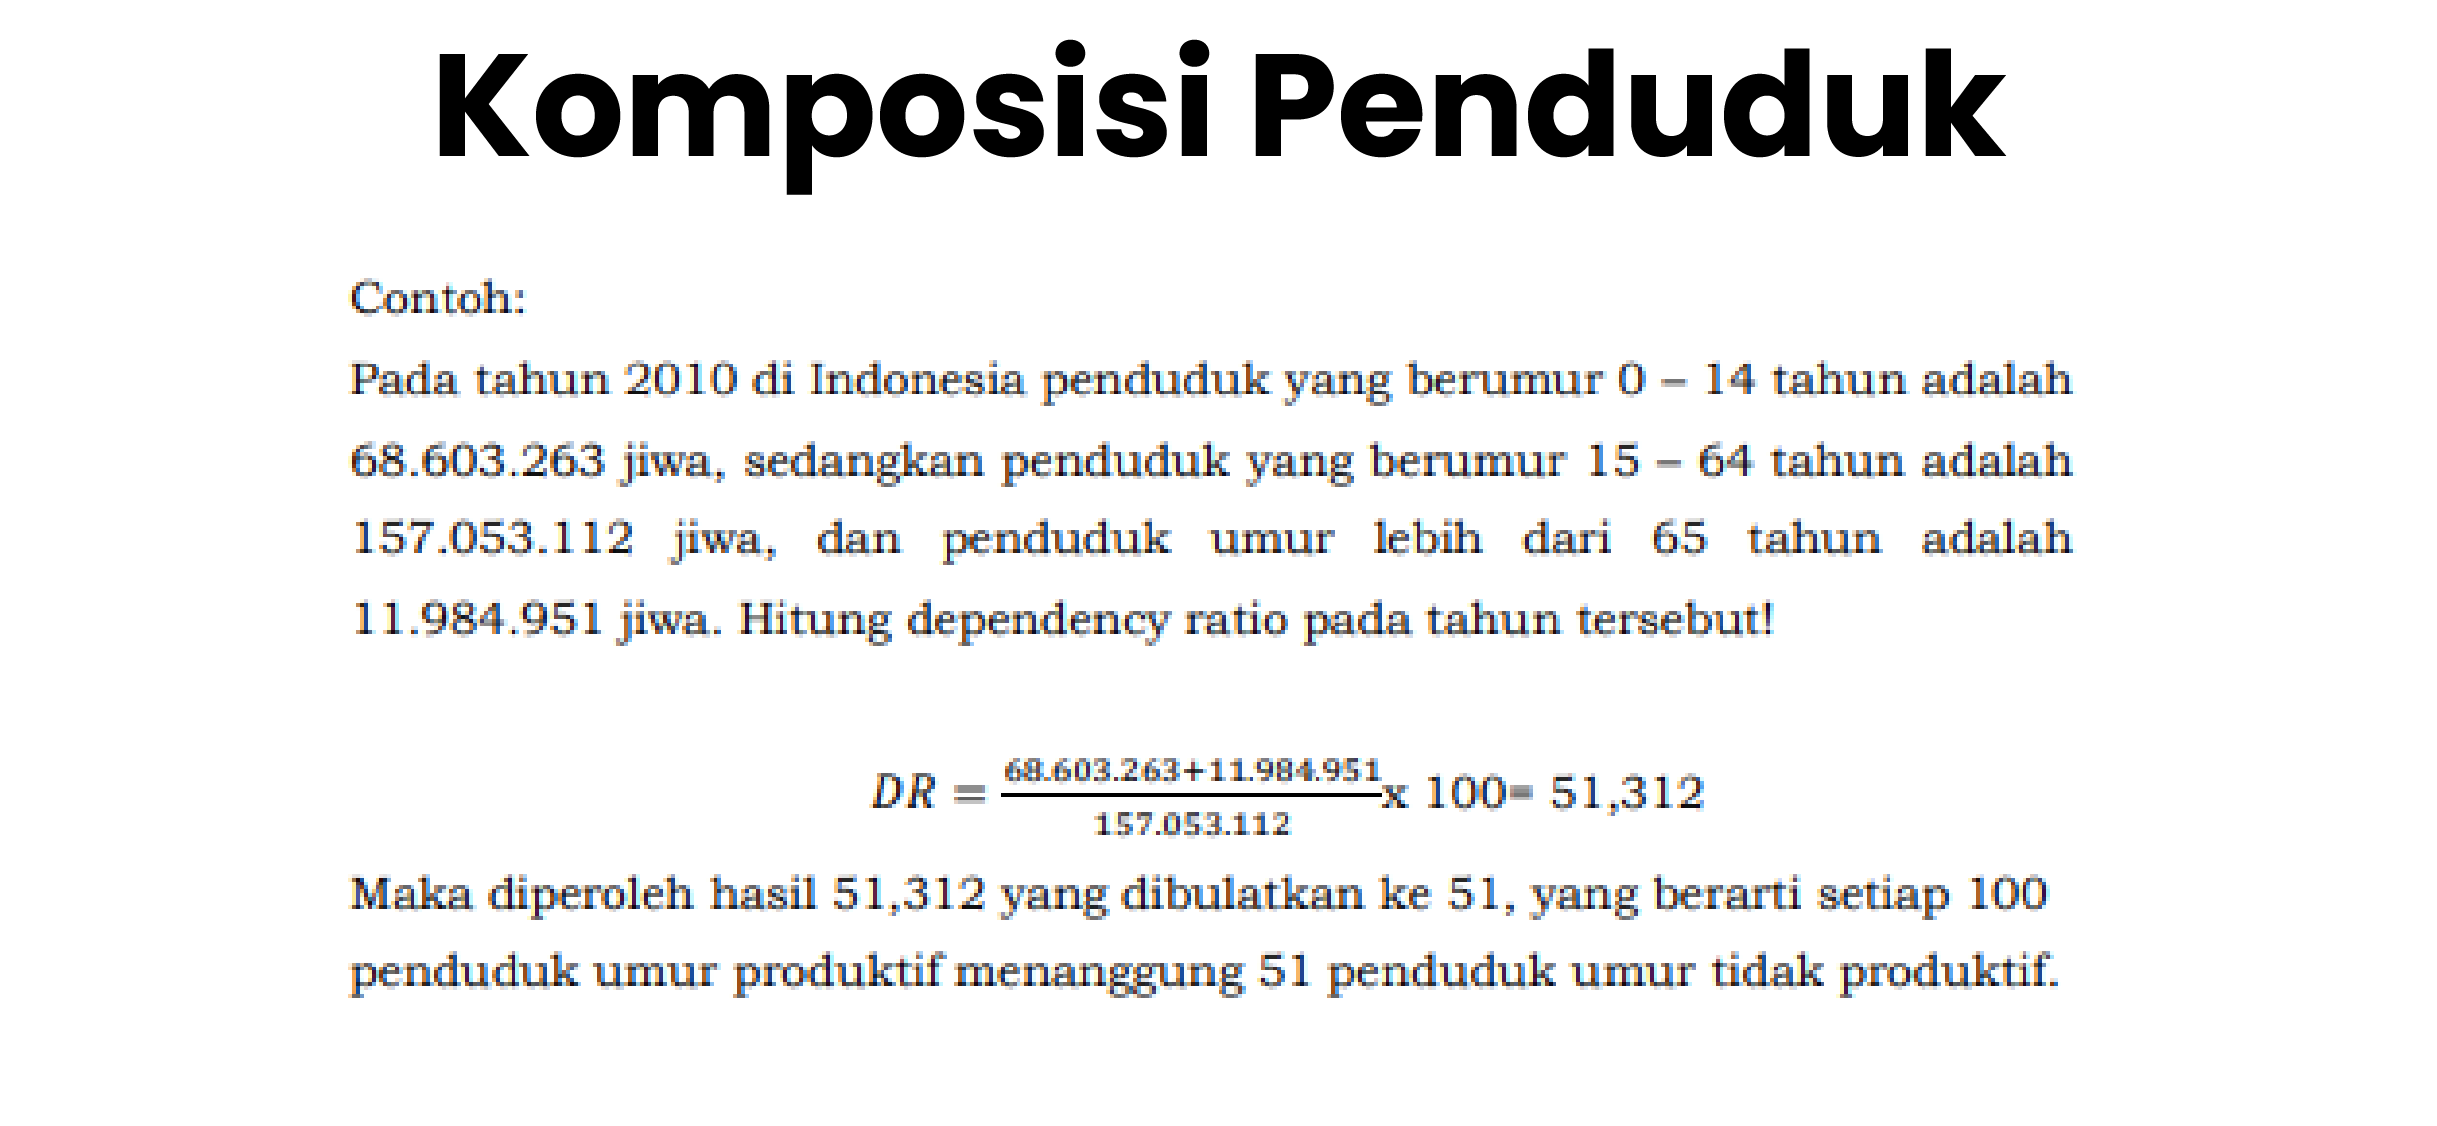 Komposisi Penduduk
Contoh:
Pada tahun 2010 di Indonesia penduduk yang berumur 0 – 14 tahun adalah
68.603.263 jiwa, sedangkan penduduk yang berumur 15 – 64 tahun adalah
157.053.112 jiwa, dan penduduk umur lebih dari 65 tahun adalah
11.984.951 jiwa. Hitung dependency ratio pada tahun tersebut!
DR = 68.603.263+11.984.951 / 157.053.112 x 100= 51,312
Maka diperoleh hasil 51,312 yang dibulatkan ke 51, yang berarti setiap 100
penduduk umur produktif menanggung 51 penduduk umur tidak produktif.